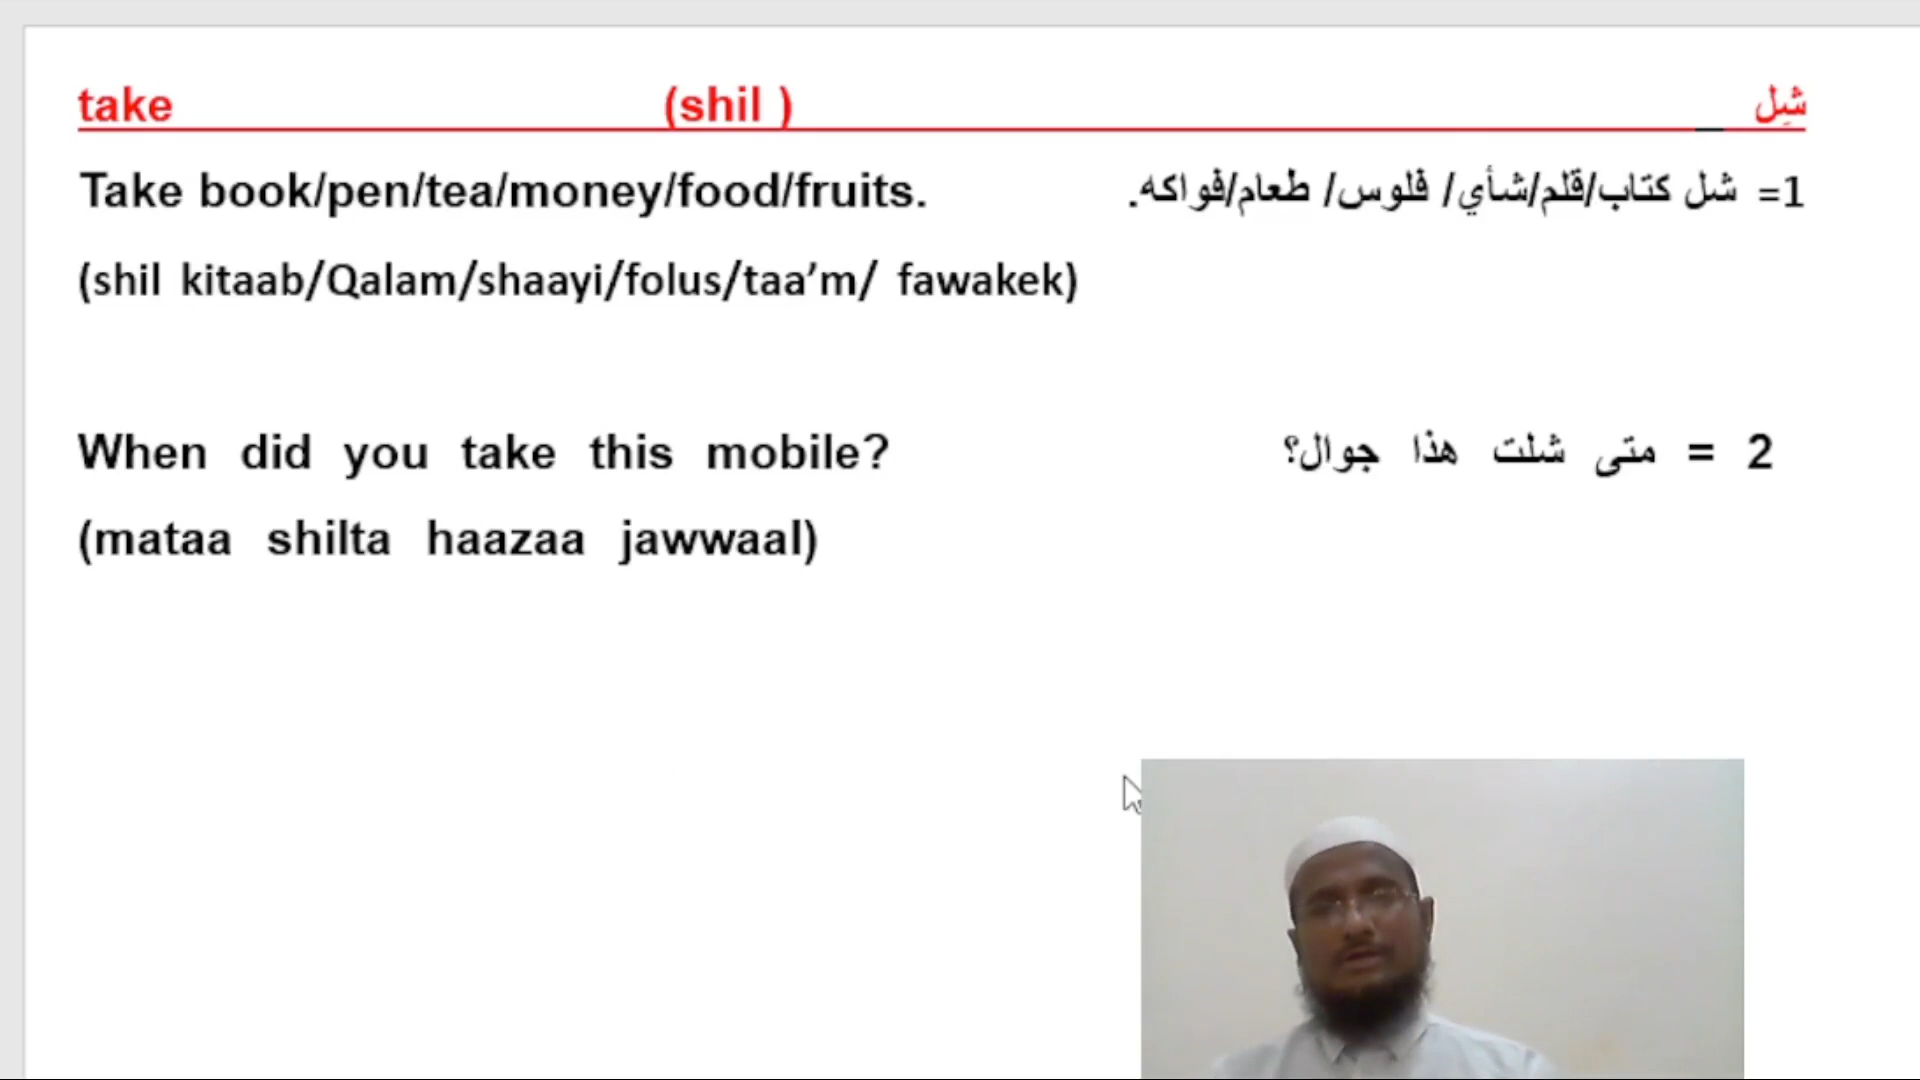 take (shil ) شِل
Take book/pen/tea/money/food/fruits. 1= شل كتاب/قلم/شأي/ فلوس/ طعام/فواكه.
(shil kitaab/Qalam/shaayi/folus/taa’m/ fawakek)
When did you take this mobile? 2 = متى شلت هذا جوال؟
(mataa shilta haazaa jawwaal)